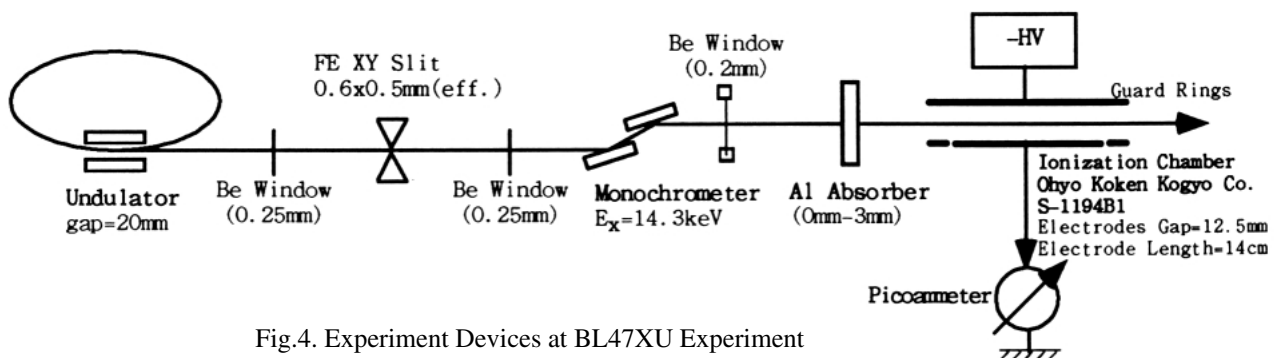 -HV
Be Window
(0.2mm)
FE XY Slit
0.6x0.5mm(eff.)
Guard Rings
Undulator
gap=20mm
Be Window
(0.25mm)
Be Window
(0.25mm)
Monochrometer
Ex=14.3keV
Al Absorber
(0mm-3mm)
Ionization Chamber
Ohyo Koken Kogyo Co.
S-1194B1
Electrodes Gap=12.5mm
Electrode Length=14cm
Picoammeter
Fig.4. Experiment Devices at BL47XU Experiment